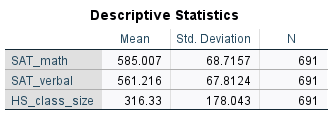 Descriptive Statistics
Mean Std. Deviation N
SAT_math 585.007 68.7157 691
SAT_verbal 561.216 67.8124 691
HS_class_size 316.33 178.043 691